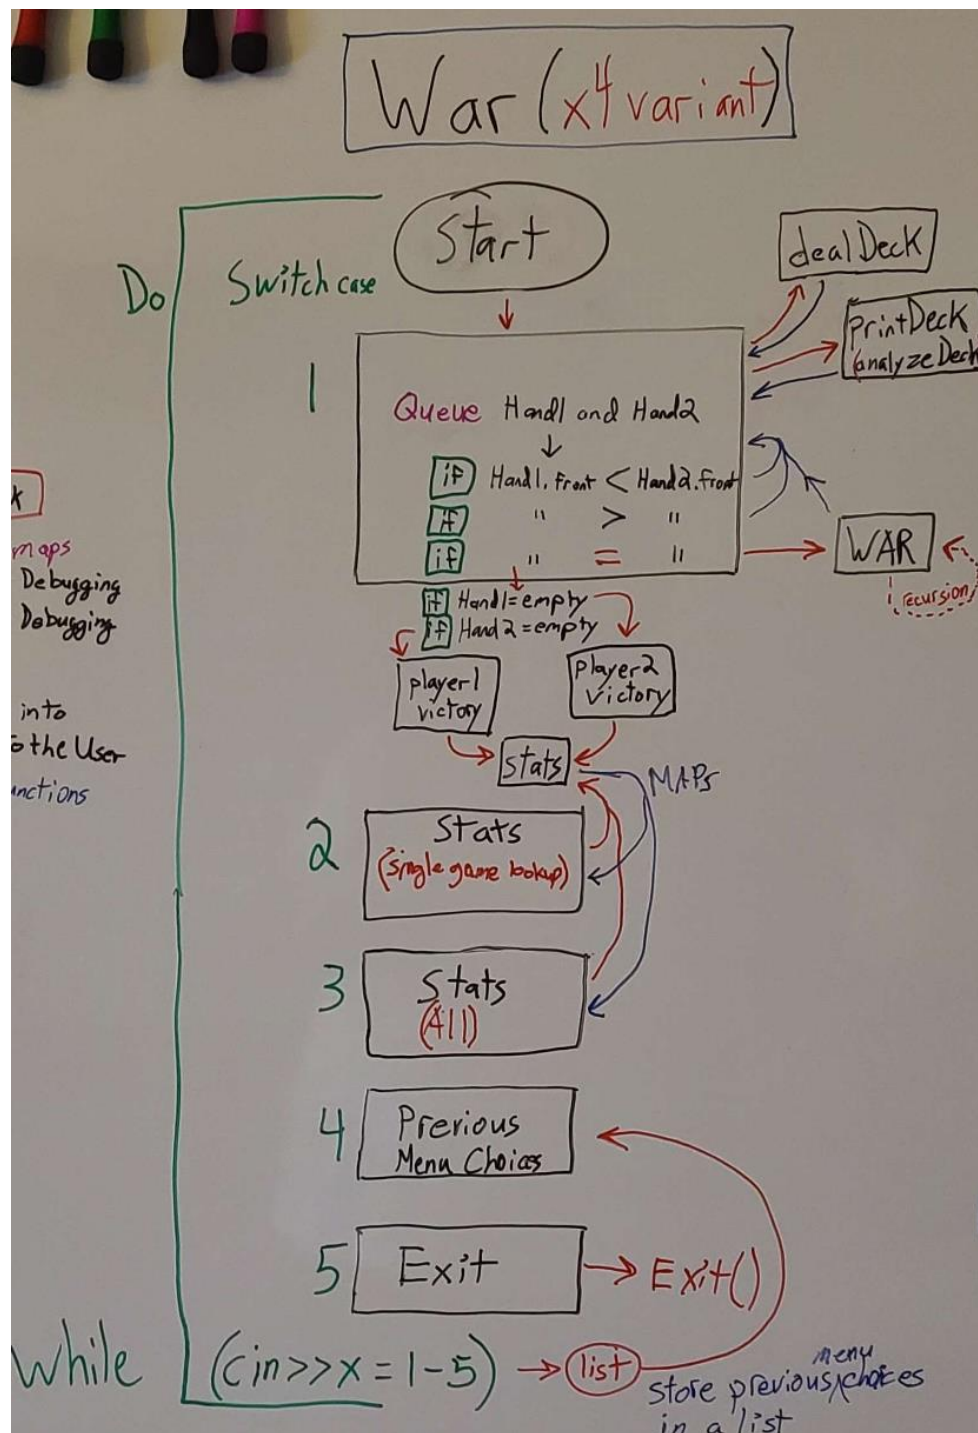 War (x4 variant)
Start
Do
Switch case
dealDeck
printDeck
(analyzeDeck
1
Queue Hand1 and Hand2
if Hand1.front < Hand2.front
if " > "
if " = "
WAR
recursion
if Hand1=empty
if Hand2=empty
player1
victory
player2
victory
stats
MAPs
2
Stats
(single game lookup)
3
Stats
(All)
4
Previous
Menu Choices
5
Exit
Exit()
While
(cin>>x=1-5)
list
store previous menu choices
in a list
k
maps
Debugging
Debugging
into
o the User
unctions